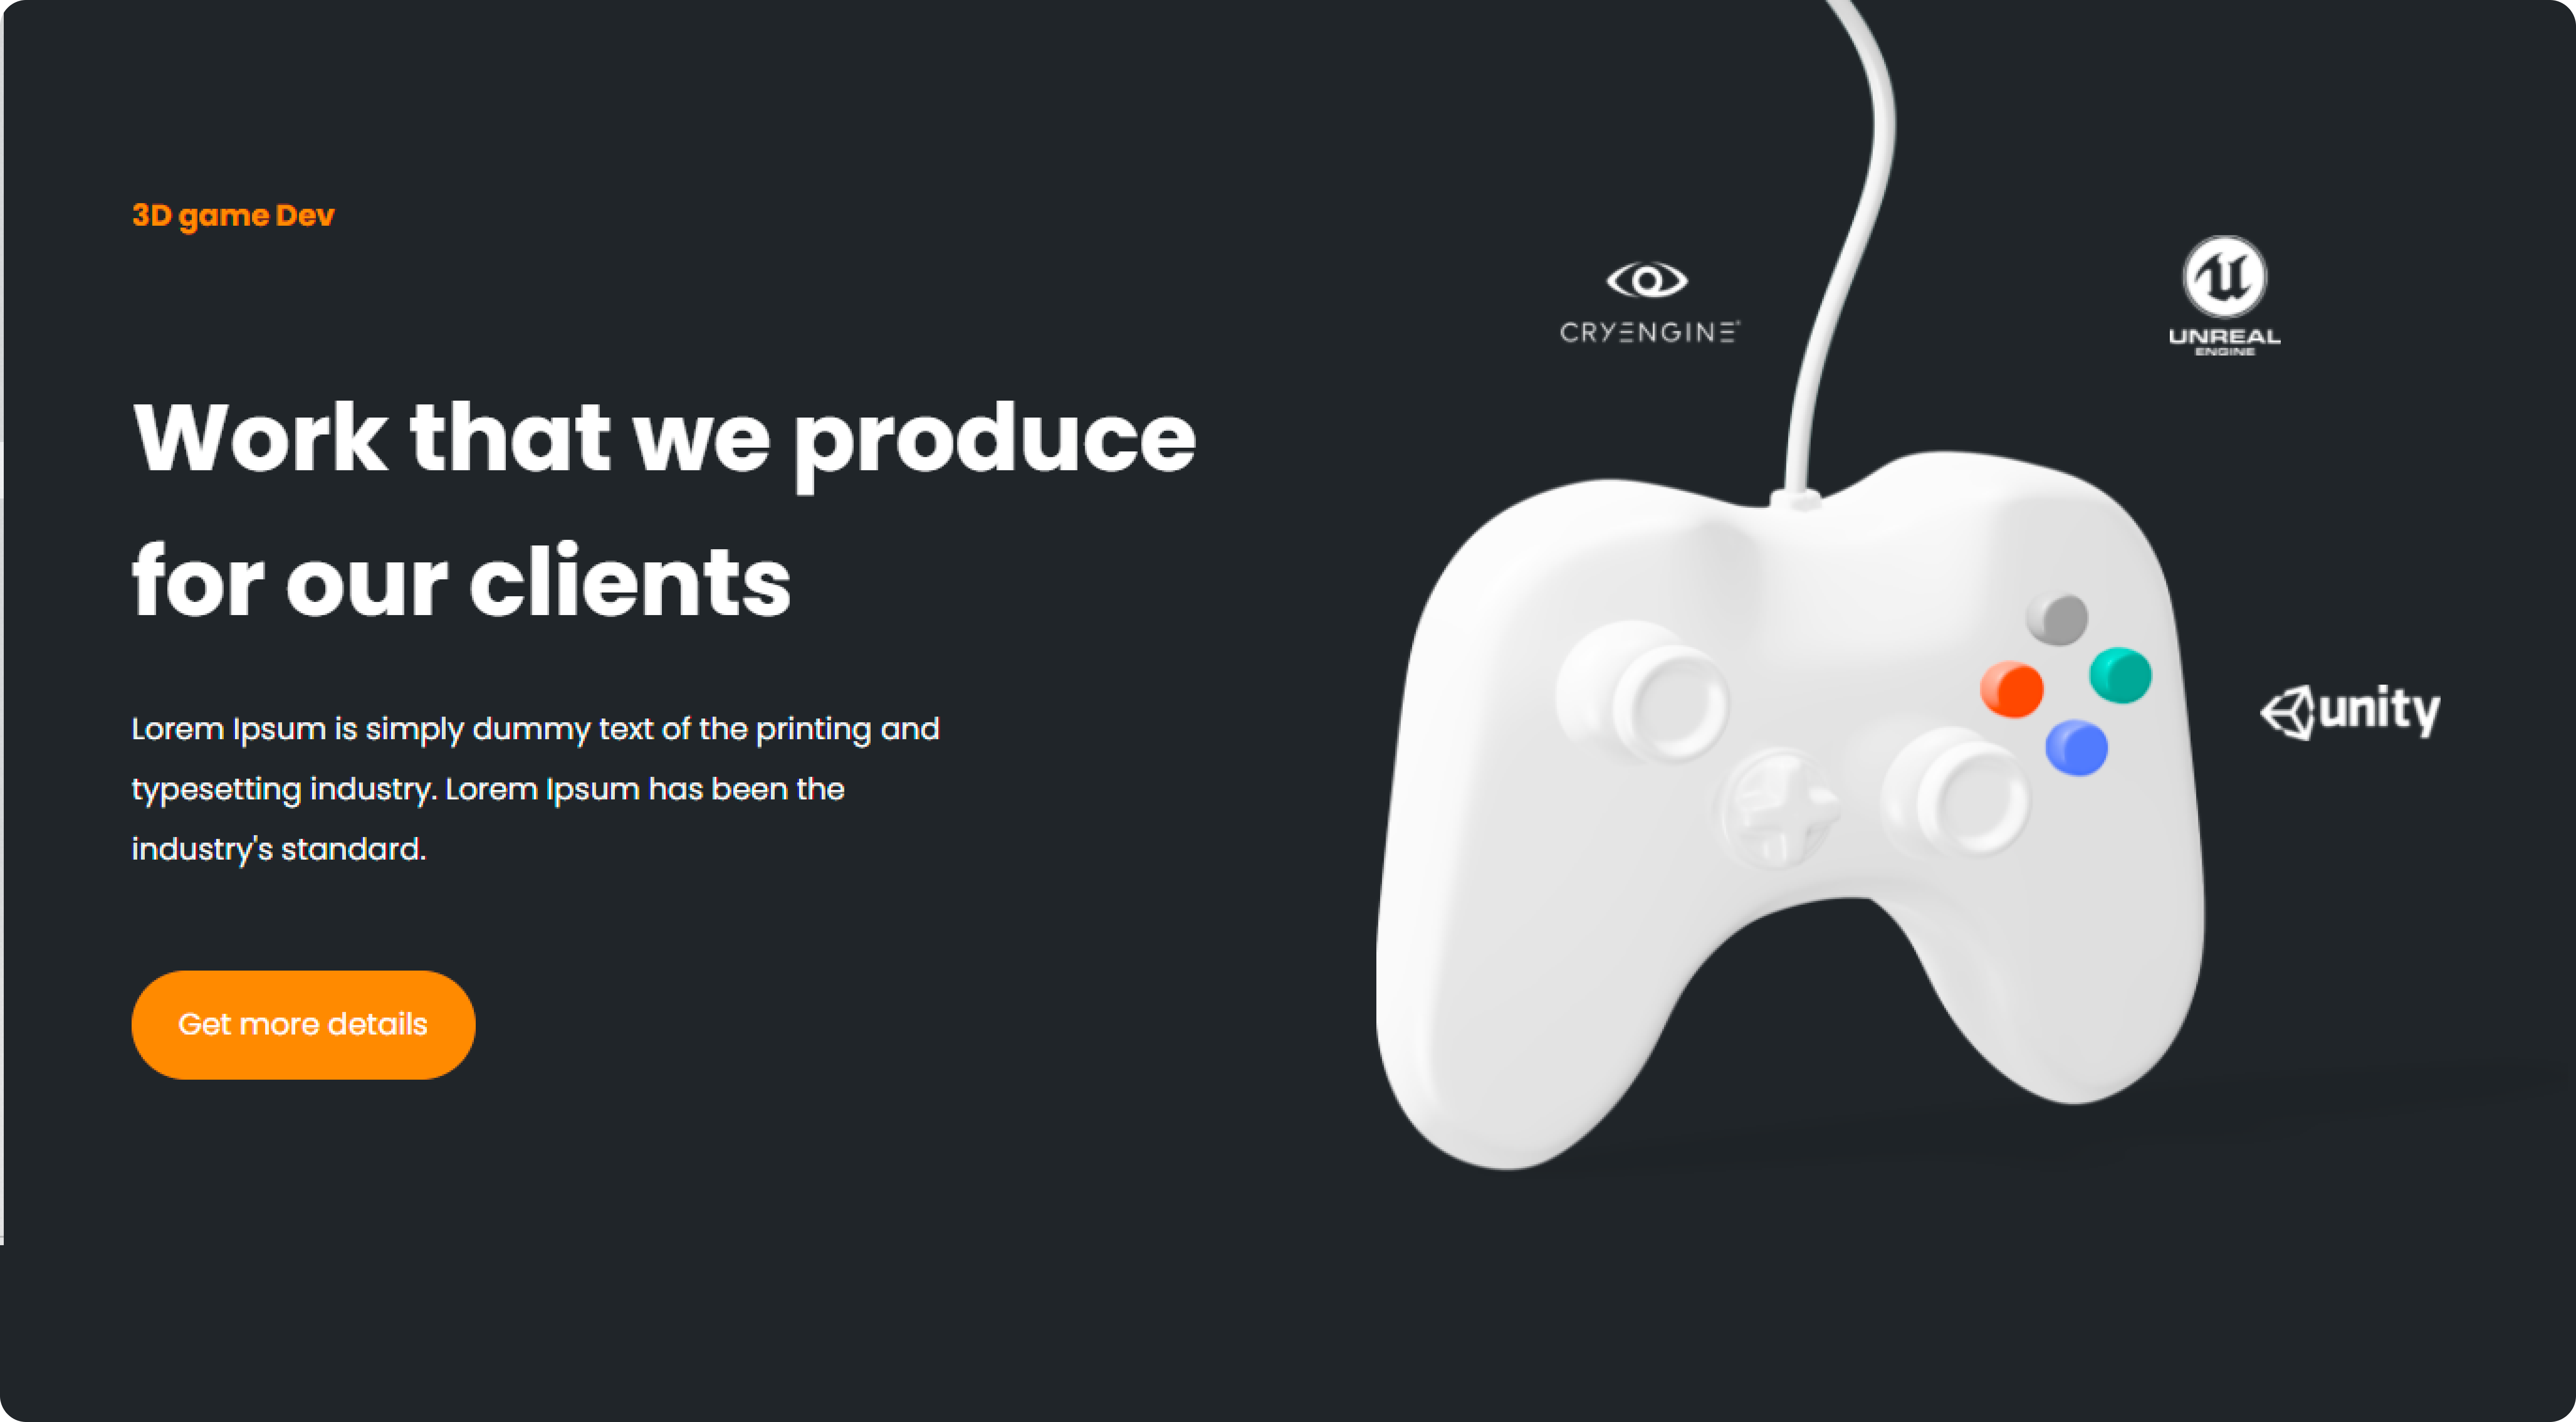 3D game Dev
Work that we produce
for our clients
Lorem Ipsum is simply dummy text of the printing and
typesetting industry. Lorem Ipsum has been the
industry's standard.
Get more details
CRYENGINE
UNREAL
ENGINE
unity